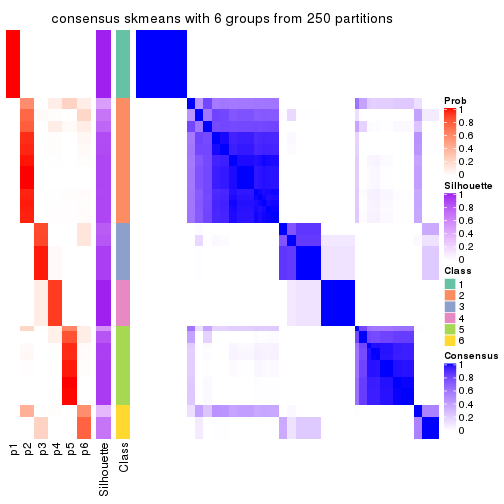 consensus skmeans with 6 groups from 250 partitions
Prob
1
0.8
0.6
0.4
0.2
0
Silhouette
1
0.8
0.6
0.4
0.2
0
Class
1
2
3
4
5
6
Consensus
1
0.8
0.6
0.4
0.2
0
p1
p2
p3
p4
p5
p6
Silhouette
Class